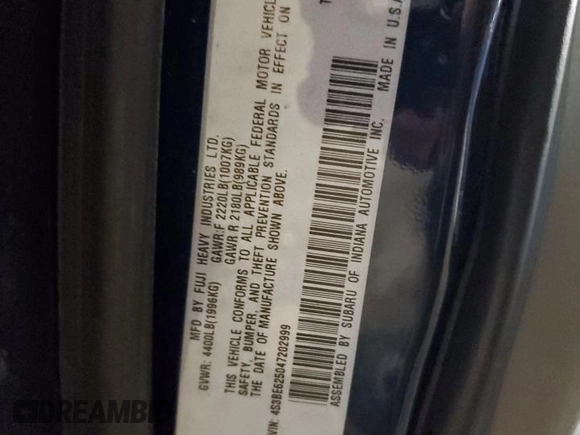 MFD BY FUJI HEAVY INDUSTRIES LTD.
GVWR: 4400LB(1996KG) GAWR:F 2220LB(1007KG)
GAWR R 2180LB(989KG)
THIS VEHICLE CONFORMS TO ALL APPLICABLE FEDERAL MOTOR VEHICL
SAFETY, BUMPER, AND THEFT PREVENTION STANDARDS IN EFFECT ON
THE DATE OF MANUFACTURE SHOWN ABOVE.
VIN: 4S3BE625047202999
ASSEMBLED BY SUBARU OF INDIANA AUTOMOTIVE INC. MADE IN U.S.A
DREAMBID